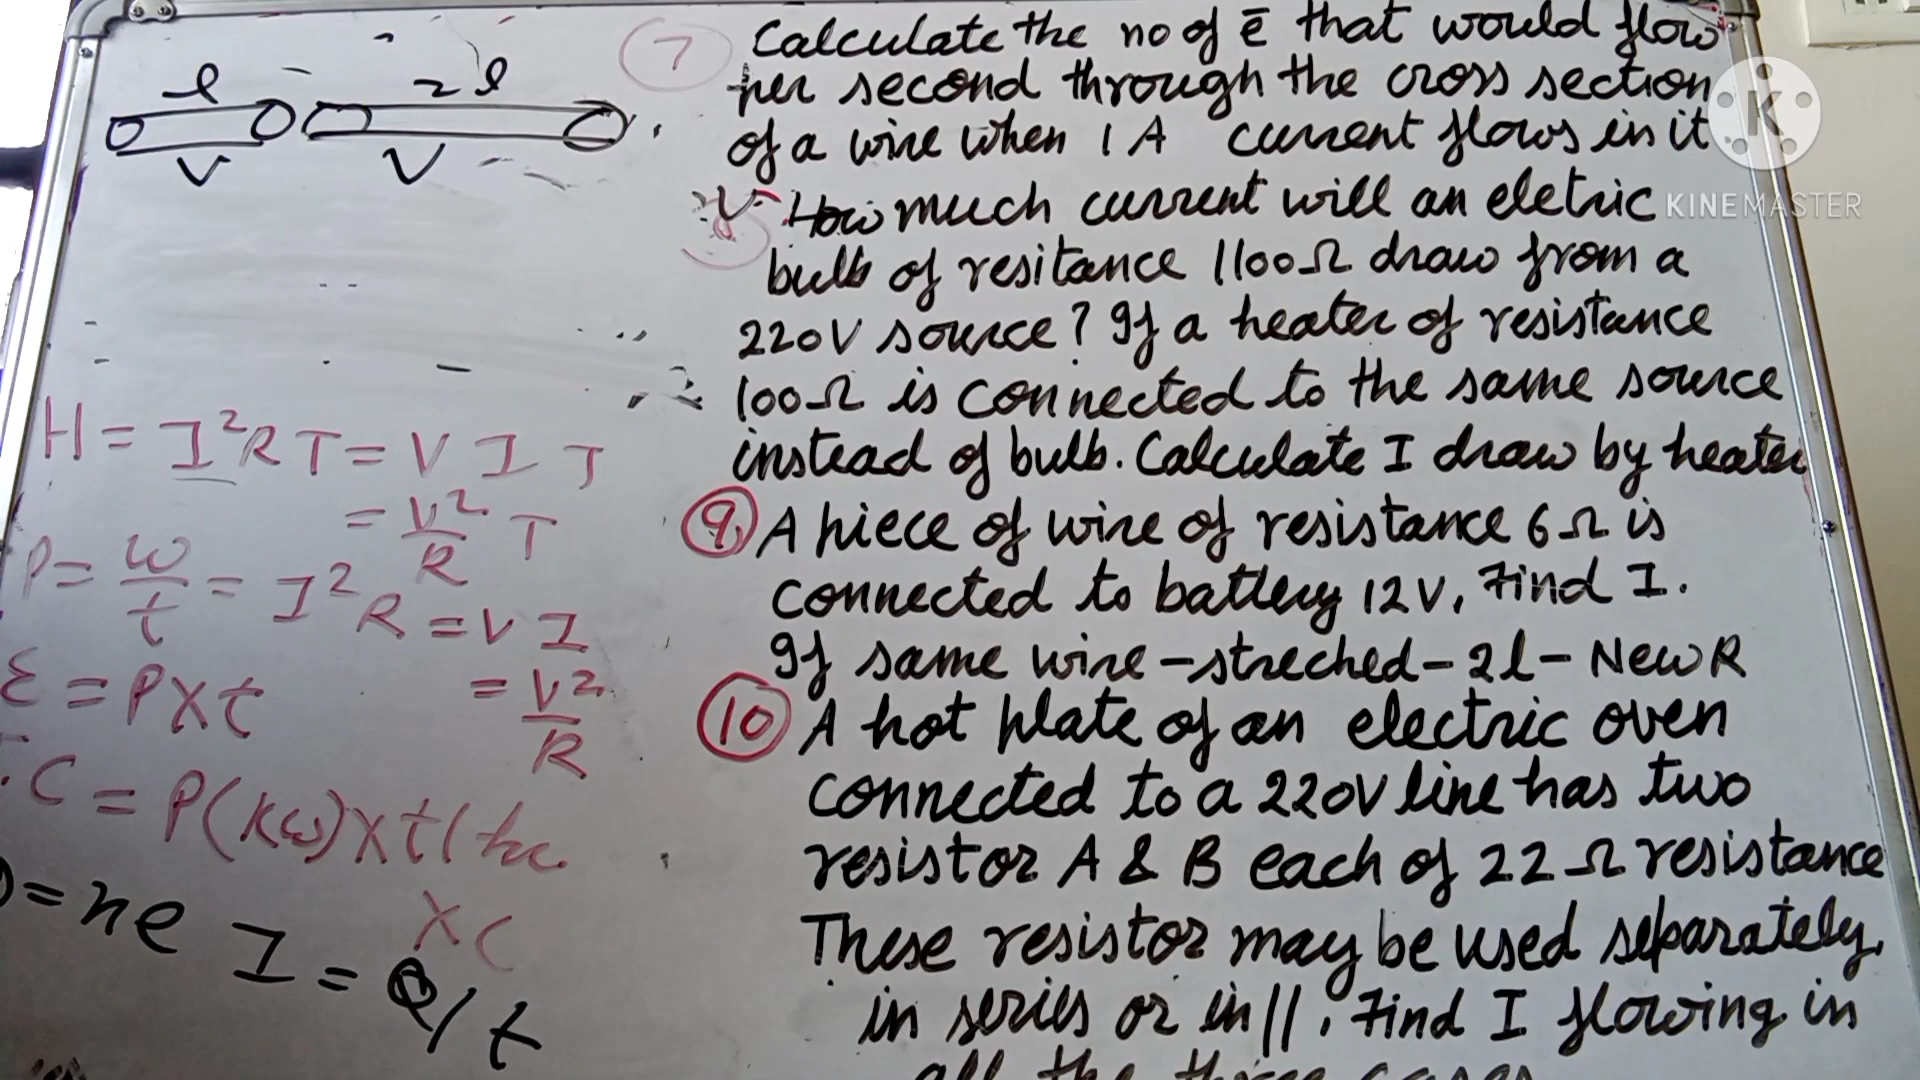 l 2l
V V
H = I²RT = V I T
= V²/R T
P = W/t = I²R = V I
= V²/R
E = P x t
C = P(KW) x t(hr
x C
= ne I = Q/t
7 Calculate the no of ē that would flow
per second through the cross section
of a wire when 1 A current flows in it
How much current will an eletric
bulb of resitance 1100Ω draw from a
220V source? If a heater of resistance
100Ω is connected to the same source
instead of bulb. Calculate I draw by heater
9. A piece of wire of resistance 6Ω is
connected to battery 12V, Find I.
If same wire - streched - 2l - New R
10 A hot plate of an electric oven
connected to a 220V line has two
resistor A & B each of 22Ω resistance
These resistor may be used separately,
in series or in ||. Find I flowing in
all the three cases
K
KINEMASTER